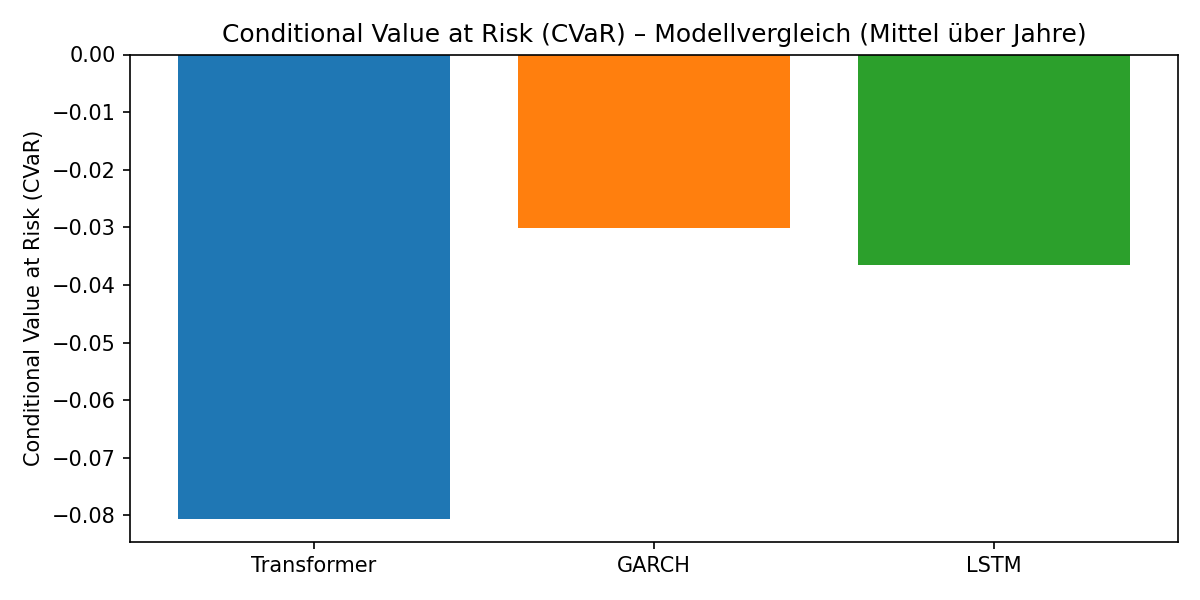 Conditional Value at Risk (CVaR) – Modellvergleich (Mittel über Jahre)
Conditional Value at Risk (CVaR)
0.00
−0.01
−0.02
−0.03
−0.04
−0.05
−0.06
−0.07
−0.08
Transformer
GARCH
LSTM